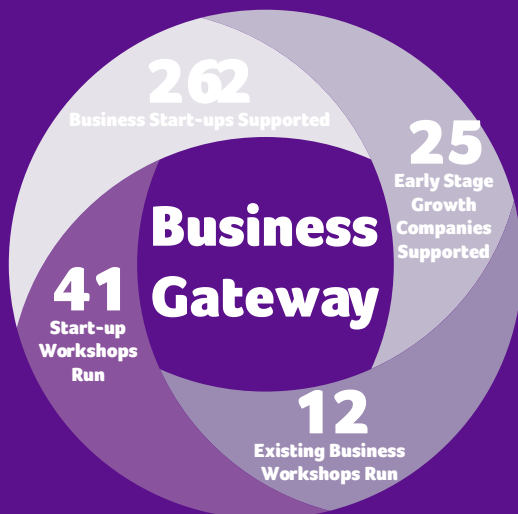 262
Business Start-ups Supported
25
Early Stage
Growth
Companies
Supported
Business
Gateway
41
Start-up
Workshops
Run
12
Existing Business
Workshops Run